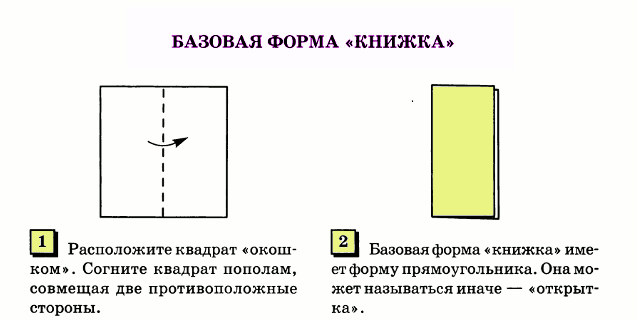 БАЗОВАЯ ФОРМА «КНИЖКА»
1 Расположите квадрат «окош-
ком». Согните квадрат пополам,
совмещая две противоположные
стороны.
2 Базовая форма «книжка» име-
ет форму прямоугольника. Она мо-
жет называться иначе — «открыт-
ка».